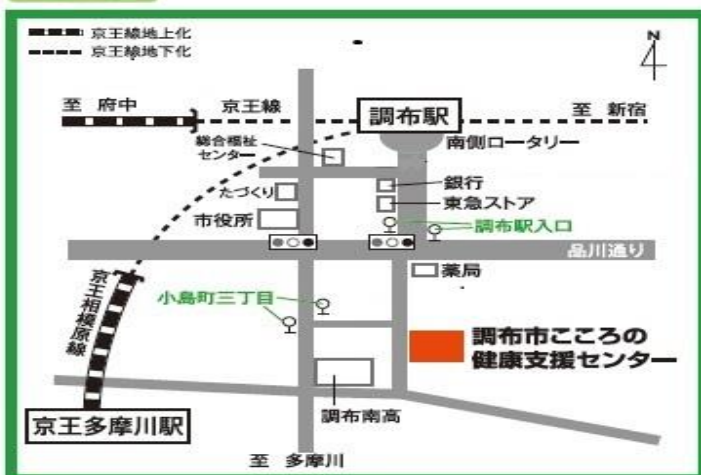 京王線地上化
京王線地下化
N
至 府中
京王線
調布駅
至 新宿
総合福祉
センター
南側ロータリー
たづくり
銀行
東急ストア
市役所
調布駅入口
品川通り
薬局
京王相模原線
小島町三丁目
調布市こころの
健康支援センター
調布南高
京王多摩川駅
至 多摩川